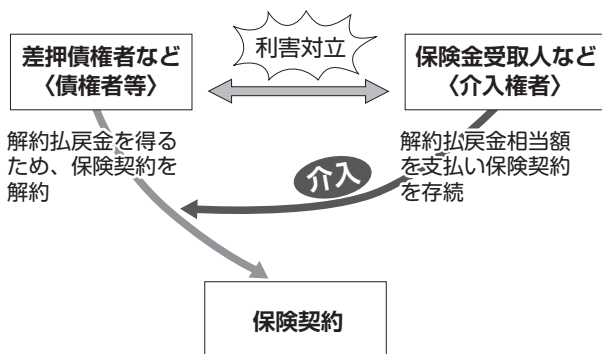 差押債権者など
〈債権者等〉
利害対立
保険金受取人など
〈介入権者〉
解約払戻金を得る
ため、保険契約を
解約
解約払戻金相当額
を支払い保険契約
を存続
介入
保険契約